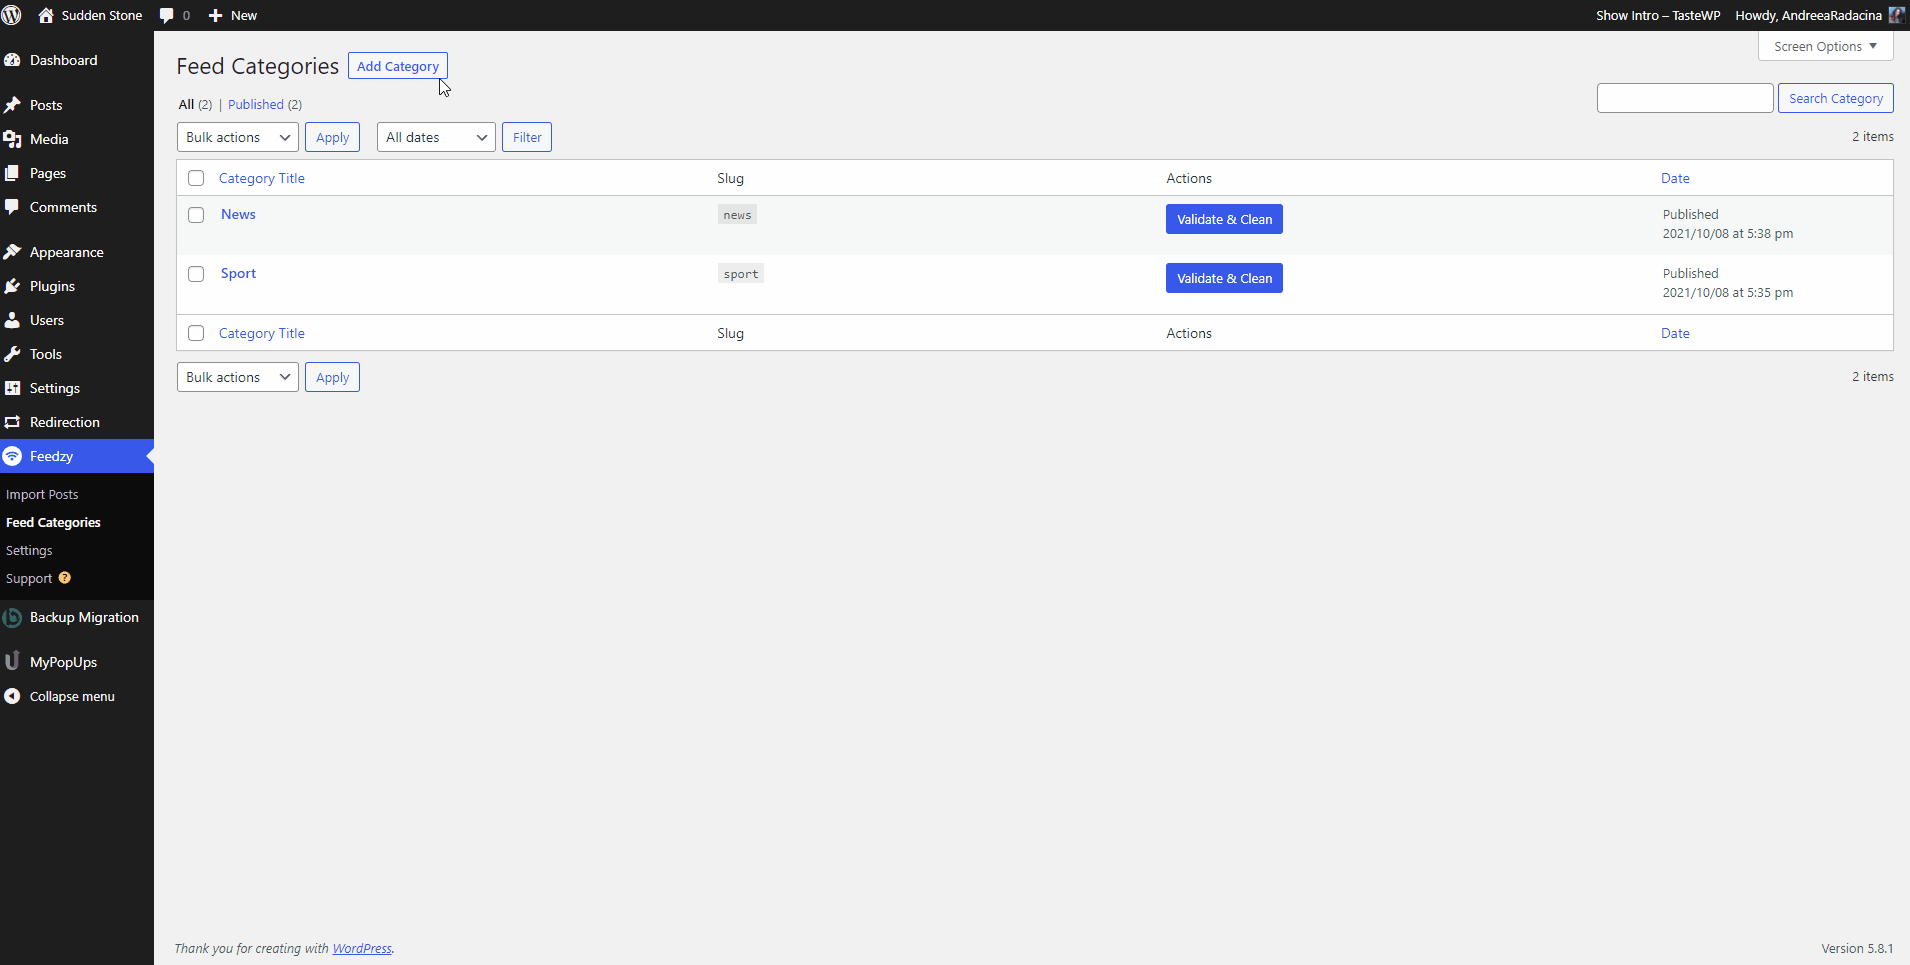 Sudden Stone 0 New Show Intro – TasteWP Howdy, AndreeaRadacina
Dashboard
Posts
Media
Pages
Comments
Appearance
Plugins
Users
Tools
Settings
Redirection
Feedzy
Import Posts
Feed Categories
Settings
Support ?
Backup Migration
MyPopUps
Collapse menu
Screen Options
Feed Categories Add Category
All (2) | Published (2)
Search Category
Bulk actions Apply All dates Filter 2 items
Category Title Slug Actions Date
News news Validate & Clean Published
2021/10/08 at 5:38 pm
Sport sport Validate & Clean Published
2021/10/08 at 5:35 pm
Category Title Slug Actions Date
Bulk actions Apply 2 items
Thank you for creating with WordPress. Version 5.8.1